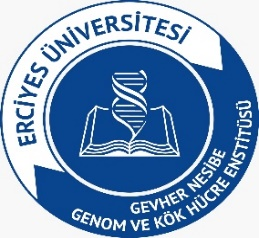 ERCİYES ÜNİVERSİTESİ
GEVHER NESİBE
GENOM VE KÖK HÜCRE ENSTİTÜSÜ